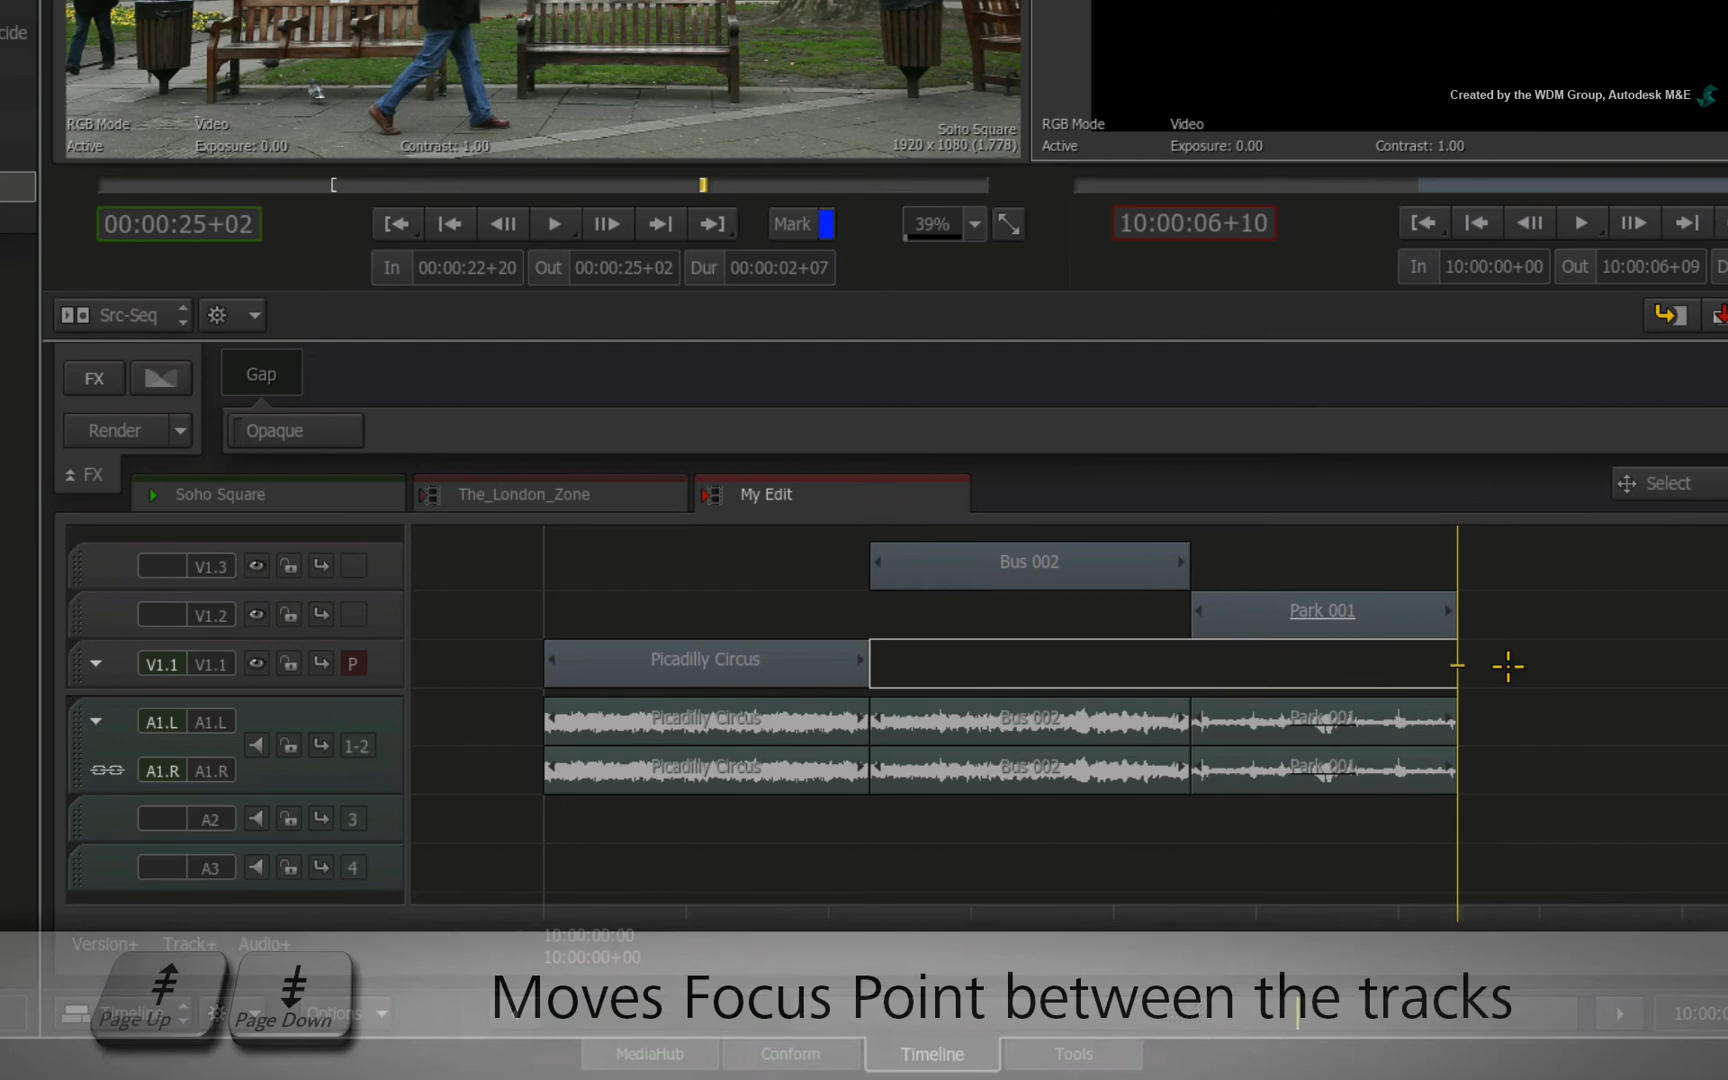 cide
Created by the WDM Group, Autodesk M&E
RGB Mode Video Soho Square
Active Exposure: 0.00 Contrast: 1.00 1920 x 1080 (1.778)
RGB Mode Video
Active Exposure: 0.00 Contrast: 1.00
00:00:25+02 Mark 39% 10:00:06+10
In 00:00:22+20 Out 00:00:25+02 Dur 00:00:02+07 In 10:00:00+00 Out 10:00:06+09 D
Src-Seq
FX Gap
Render Opaque
FX
Soho Square The_London_Zone My Edit Select
V1.3 Bus 002
V1.2 Park 001
V1.1 V1.1 P Picadilly Circus
A1.L A1.L Picadilly Circus Bus 002 Park 001
1-2
A1.R A1.R Picadilly Circus Bus 002 Park 001
A2 3
A3 4
Version+ Track+ Audio+ 10:00:00:00
10:00:00+00
Page Up Page Down Moves Focus Point between the tracks
Timeline Options 10:00:0
MediaHub Conform Timeline Tools